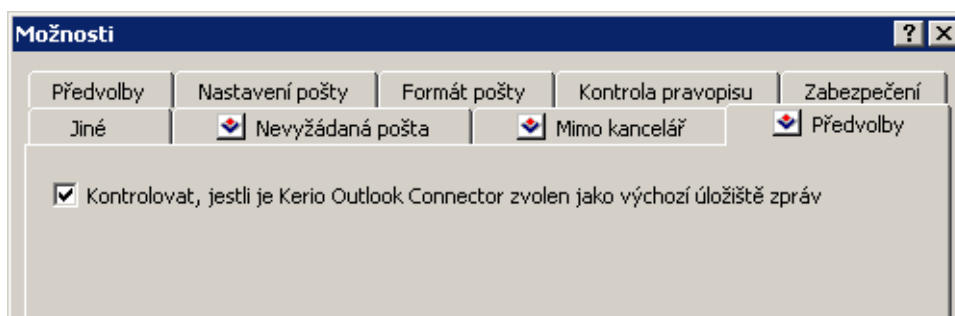 Možnosti
Předvolby Nastavení pošty Formát pošty Kontrola pravopisu Zabezpečení
Jiné Nevyžádaná pošta Mimo kancelář Předvolby
Kontrolovat, jestli je Kerio Outlook Connector zvolen jako výchozí úložiště zpráv